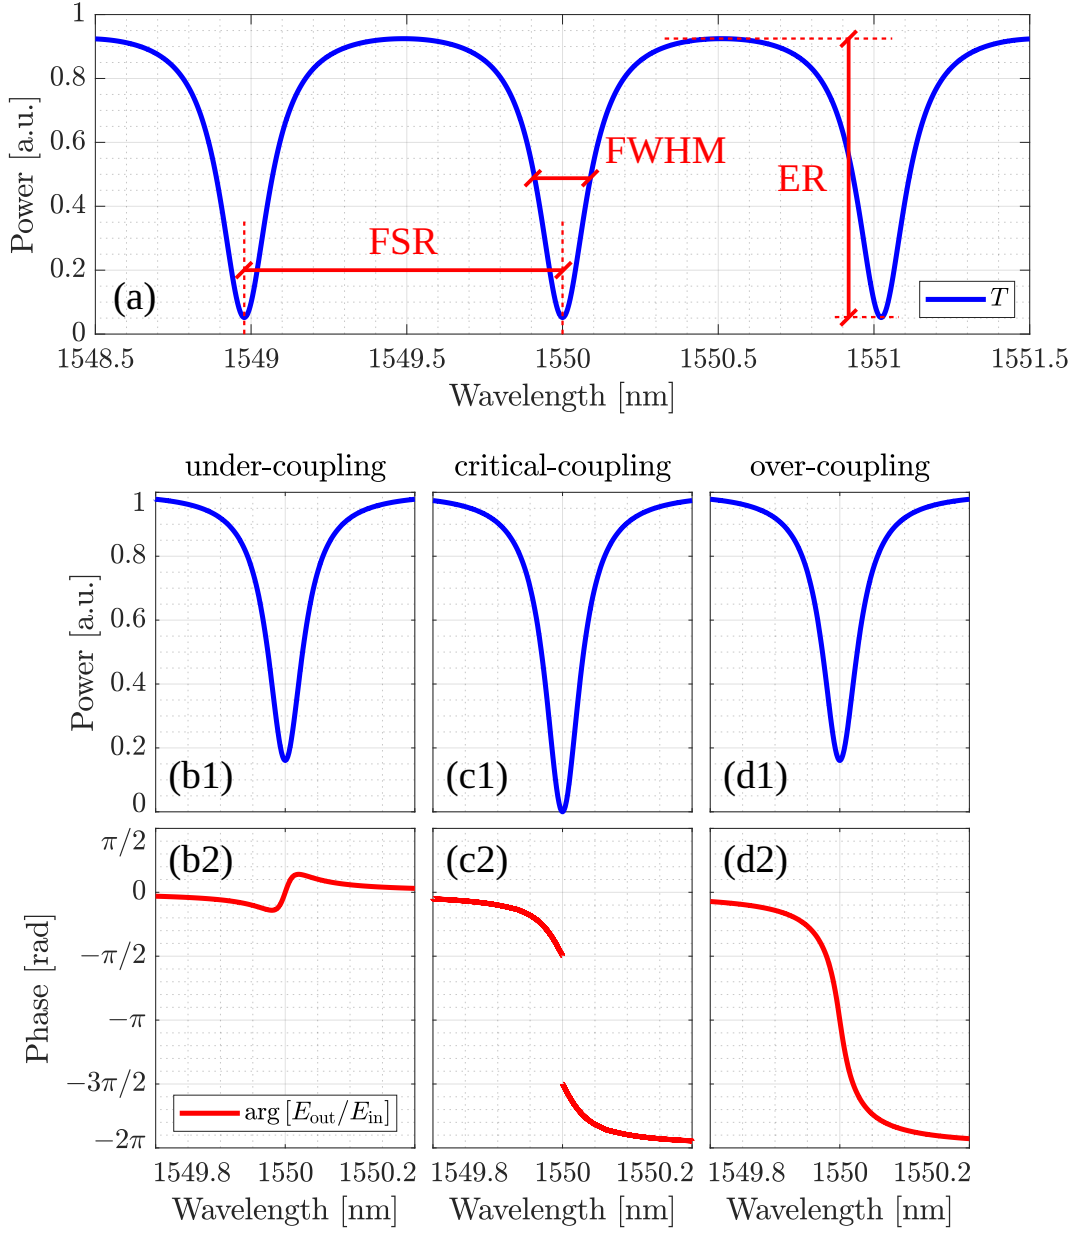 1
0.8
0.6
0.4
0.2
0
Power [a.u.]
FWHM
ER
FSR
(a)
T
1548.5 1549 1549.5 1550 1550.5 1551 1551.5
Wavelength [nm]
under-coupling critical-coupling over-coupling
1
0.8
0.6
0.4
0.2
0
Power [a.u.]
(b1) (c1) (d1)
π/2
0
−π/2
−π
−3π/2
−2π
Phase [rad]
(b2) (c2) (d2)
arg [E_out/E_in]
1549.8 1550 1550.2 1549.8 1550 1550.2 1549.8 1550 1550.2
Wavelength [nm] Wavelength [nm] Wavelength [nm]